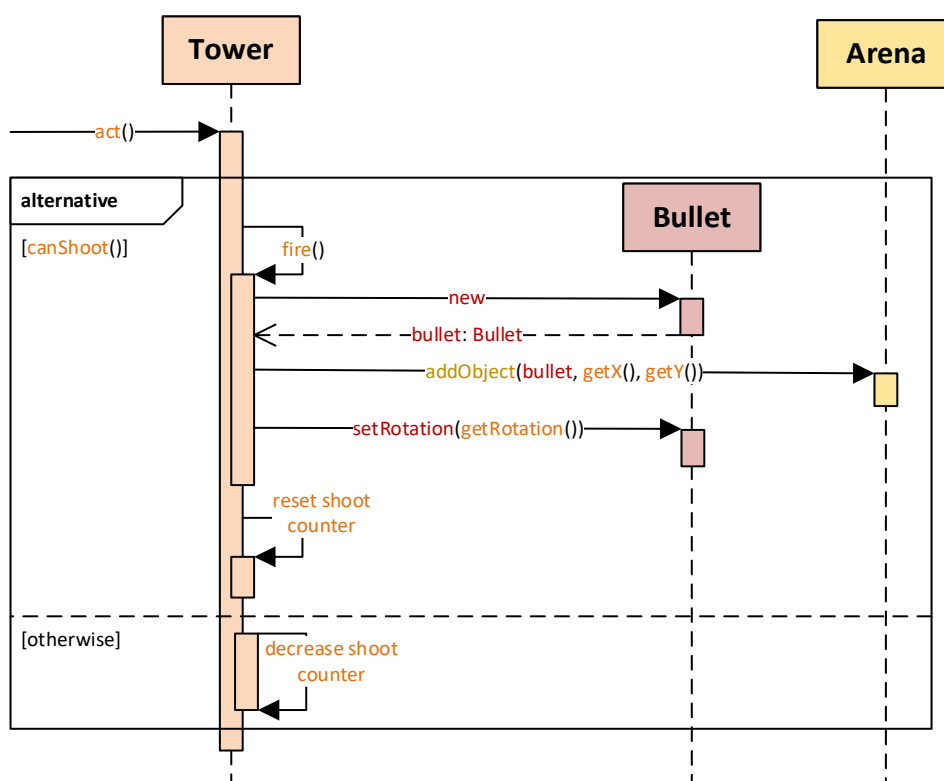 Tower
Arena
act()
alternative
Bullet
[canShoot()]
fire()
new
bullet: Bullet
addObject(bullet, getX(), getY())
setRotation(getRotation())
reset shoot
counter
[otherwise]
decrease shoot
counter